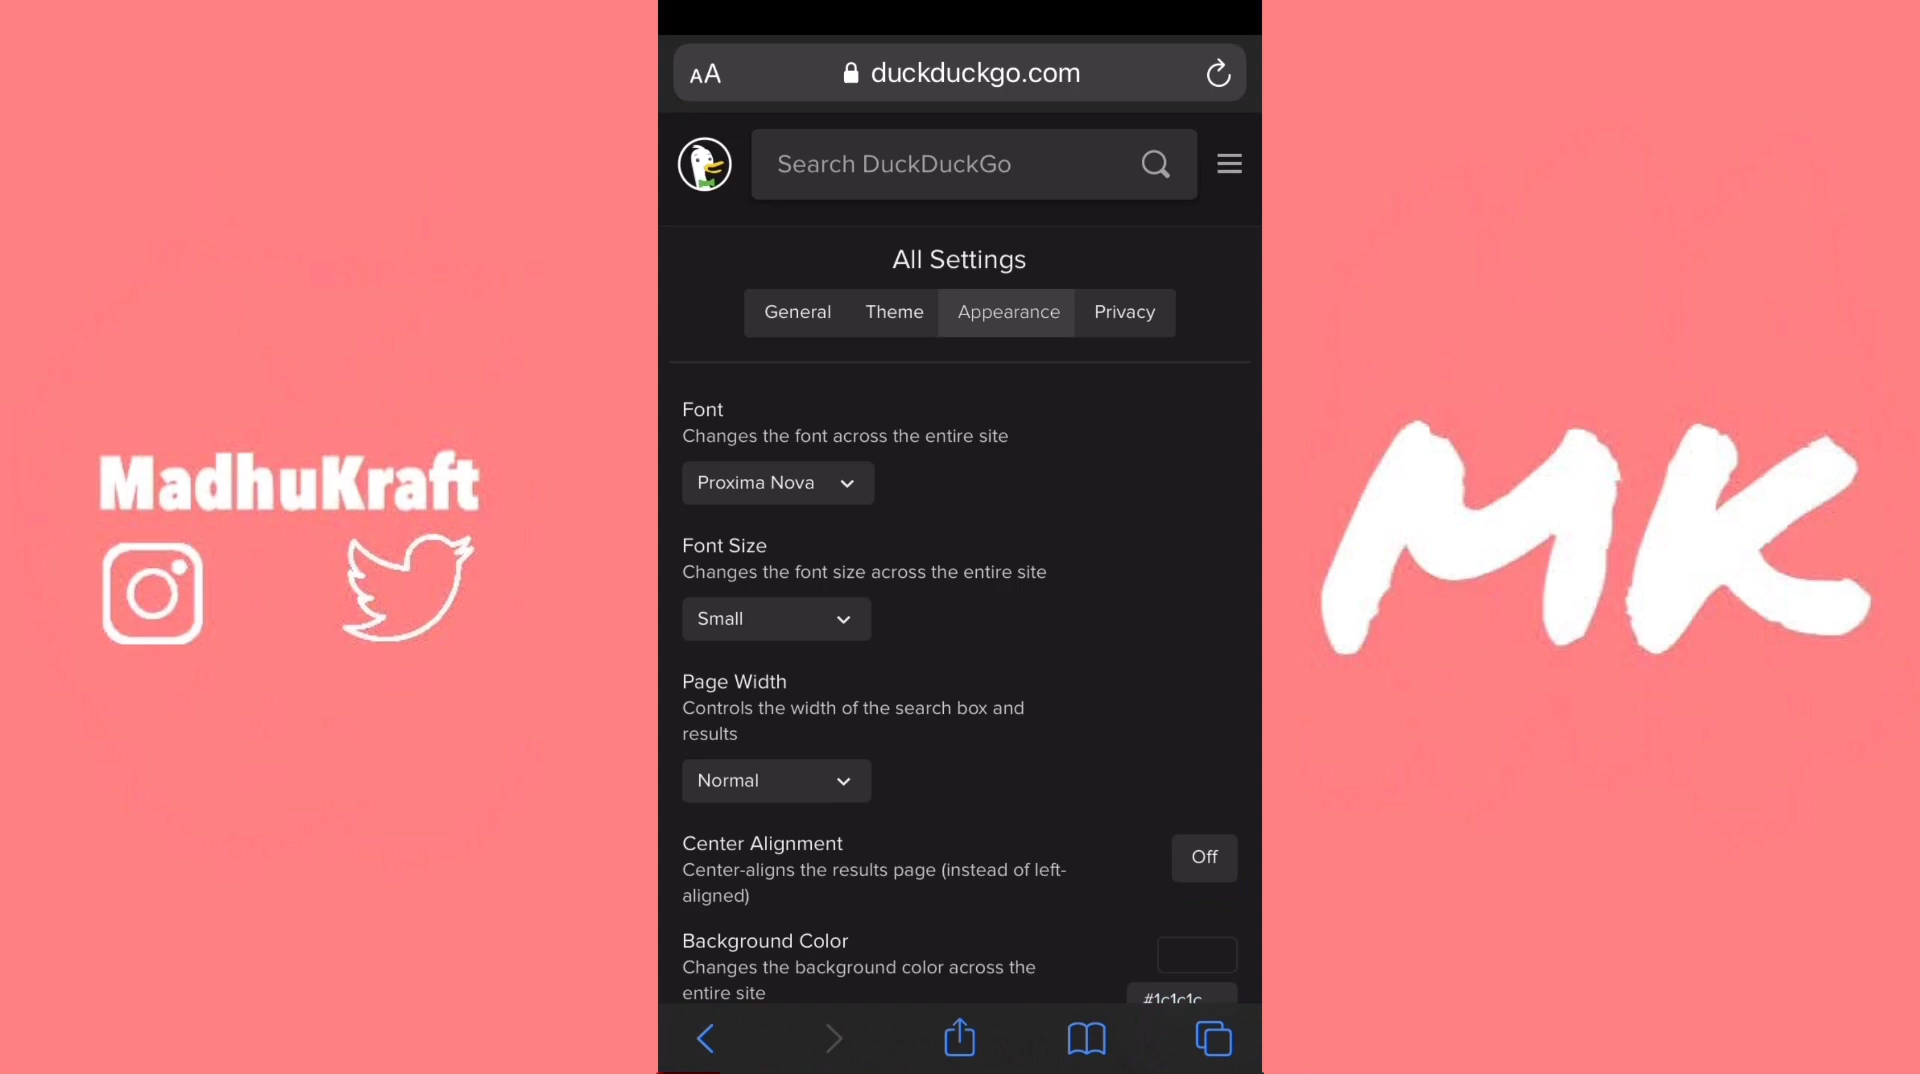 AA duckduckgo.com
Search DuckDuckGo
All Settings
General Theme Appearance Privacy
Font
Changes the font across the entire site
Proxima Nova
Font Size
Changes the font size across the entire site
Small
Page Width
Controls the width of the search box and
results
Normal
Center Alignment
Center-aligns the results page (instead of left-
aligned)
Off
Background Color
Changes the background color across the
entire site
#1c1c1c
MadhuKraft
MK